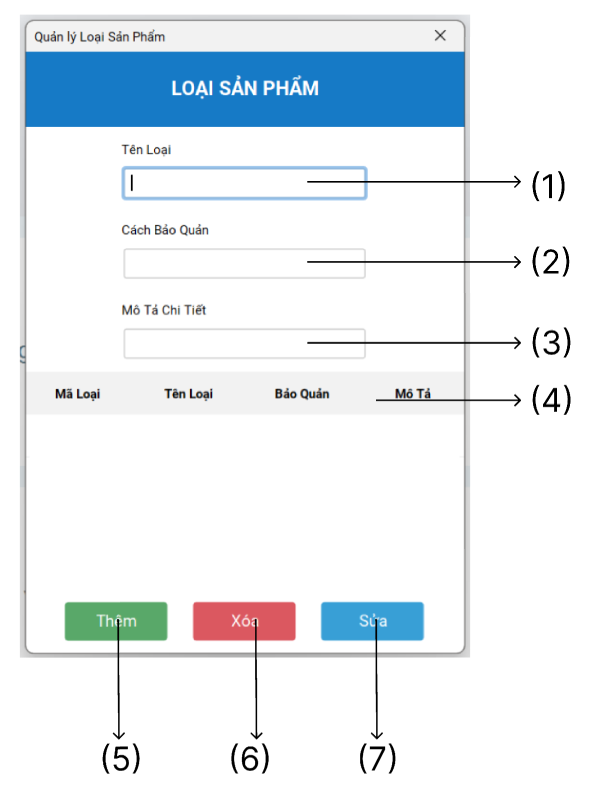 Quản lý Loại Sản Phẩm
LOẠI SẢN PHẨM
Tên Loại
(1)
Cách Bảo Quản
(2)
Mô Tả Chi Tiết
(3)
Mã Loại Tên Loại Bảo Quản Mô Tả
(4)
Thêm Xóa Sửa
(5) (6) (7)